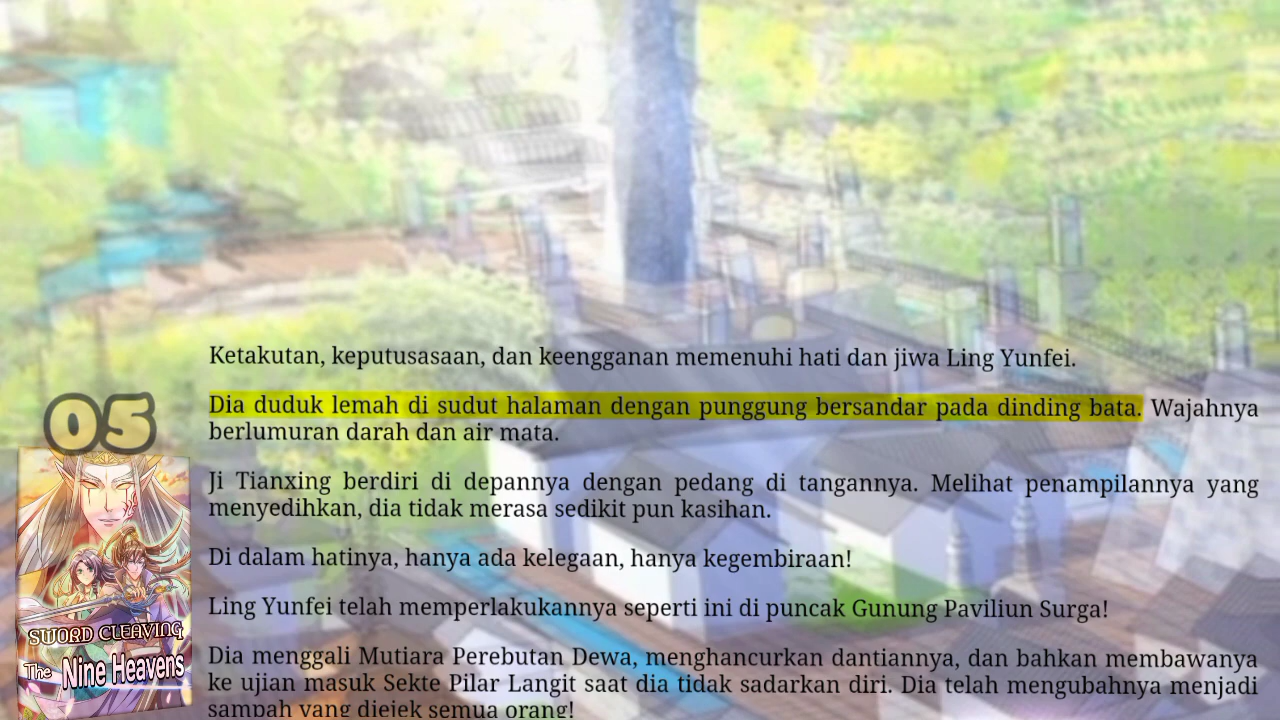 Ketakutan, keputusasaan, dan keengganan memenuhi hati dan jiwa Ling Yunfei.
Dia duduk lemah di sudut halaman dengan punggung bersandar pada dinding bata. Wajahnya
berlumuran darah dan air mata.
Ji Tianxing berdiri di depannya dengan pedang di tangannya. Melihat penampilannya yang
menyedihkan, dia tidak merasa sedikit pun kasihan.
Di dalam hatinya, hanya ada kelegaan, hanya kegembiraan!
Ling Yunfei telah memperlakukannya seperti ini di puncak Gunung Paviliun Surga!
Dia menggali Mutiara Perebutan Dewa, menghancurkan dantiannya, dan bahkan membawanya
ke ujian masuk Sekte Pilar Langit saat dia tidak sadarkan diri. Dia telah mengubahnya menjadi
sampah yang diejek semua orang!
05
SWORD CLEAVING
The Nine Heavens